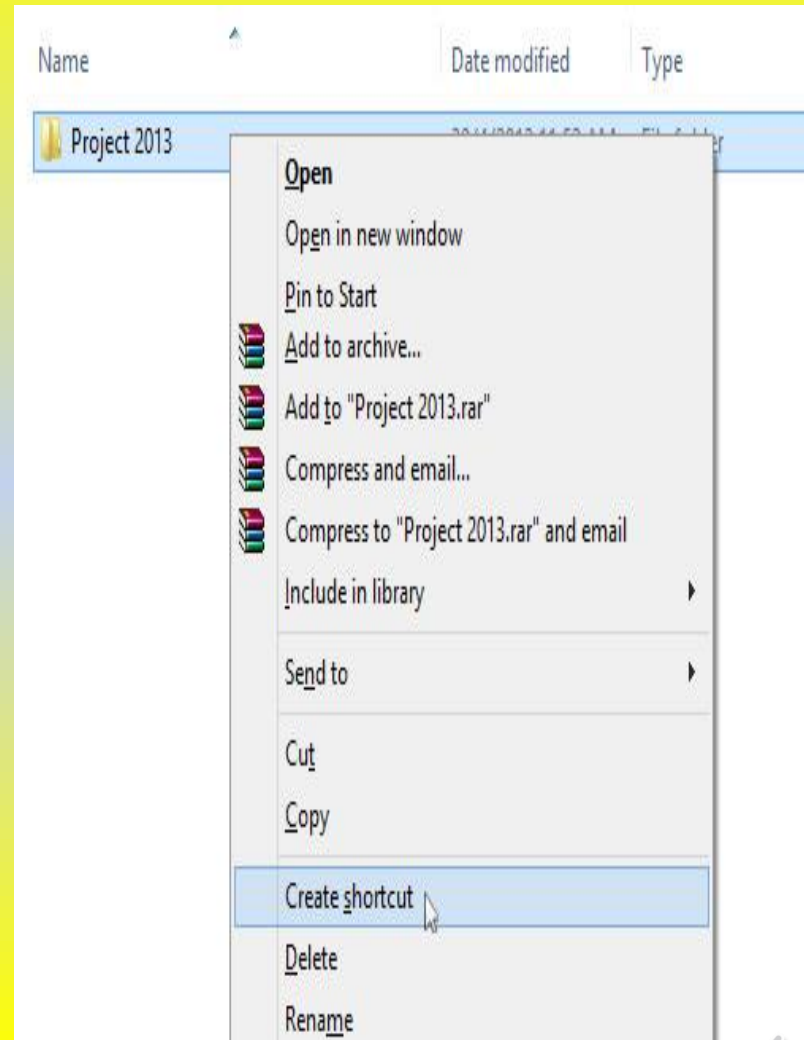 Name Date modified Type
Project 2013
Open
Open in new window
Pin to Start
Add to archive...
Add to "Project 2013.rar"
Compress and email...
Compress to "Project 2013.rar" and email
Include in library
Send to
Cut
Copy
Create shortcut
Delete
Rename